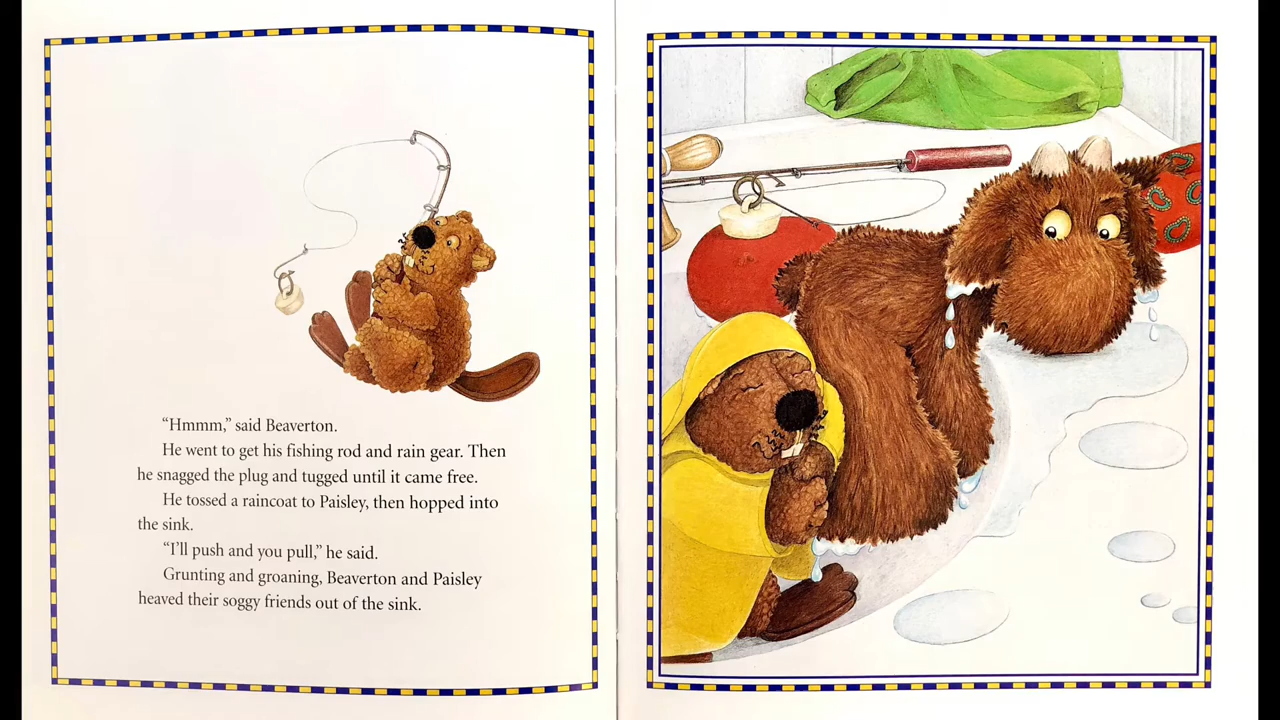 “Hmmm,” said Beaverton.
He went to get his fishing rod and rain gear. Then
he snagged the plug and tugged until it came free.
He tossed a raincoat to Paisley, then hopped into
the sink.
“I’ll push and you pull,” he said.
Grunting and groaning, Beaverton and Paisley
heaved their soggy friends out of the sink.